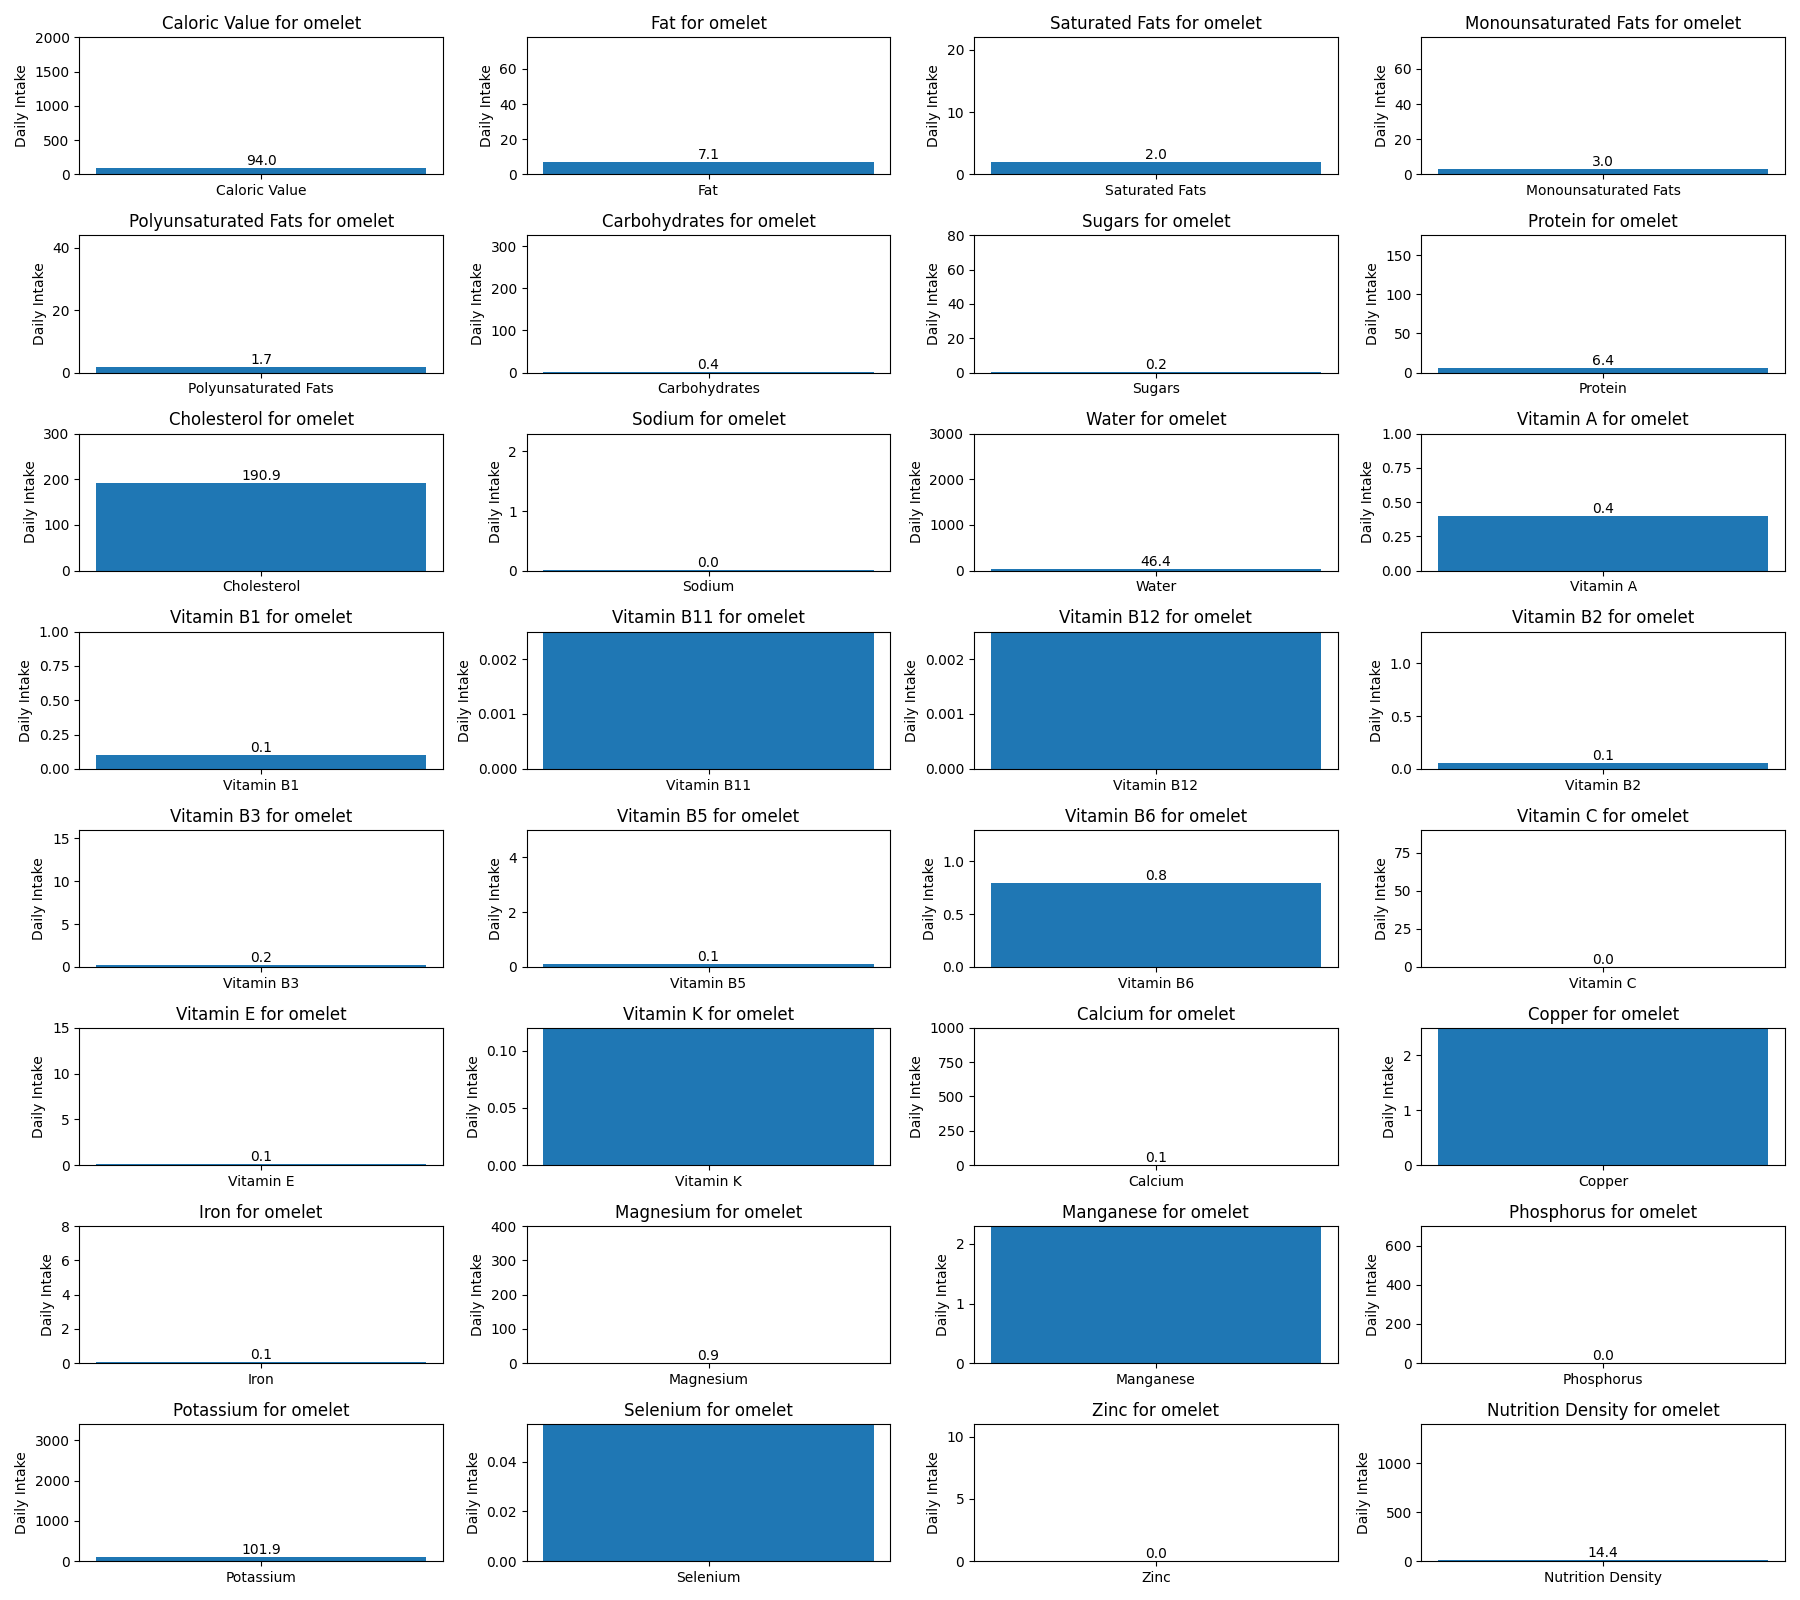 Caloric Value for omelet
Daily Intake
2000
1500
1000
500
0
94.0
Caloric Value
Fat for omelet
Daily Intake
60
40
20
0
7.1
Fat
Saturated Fats for omelet
Daily Intake
20
10
0
2.0
Saturated Fats
Monounsaturated Fats for omelet
Daily Intake
60
40
20
0
3.0
Monounsaturated Fats
Polyunsaturated Fats for omelet
Daily Intake
40
20
0
1.7
Polyunsaturated Fats
Carbohydrates for omelet
Daily Intake
300
200
100
0
0.4
Carbohydrates
Sugars for omelet
Daily Intake
80
60
40
20
0
0.2
Sugars
Protein for omelet
Daily Intake
150
100
50
0
6.4
Protein
Cholesterol for omelet
Daily Intake
300
200
100
0
190.9
Cholesterol
Sodium for omelet
Daily Intake
2
1
0
0.0
Sodium
Water for omelet
Daily Intake
3000
2000
1000
0
46.4
Water
Vitamin A for omelet
Daily Intake
1.00
0.75
0.50
0.25
0.00
0.4
Vitamin A
Vitamin B1 for omelet
Daily Intake
1.00
0.75
0.50
0.25
0.00
0.1
Vitamin B1
Vitamin B11 for omelet
Daily Intake
0.002
0.001
0.000
Vitamin B11
Vitamin B12 for omelet
Daily Intake
0.002
0.001
0.000
Vitamin B12
Vitamin B2 for omelet
Daily Intake
1.0
0.5
0.0
0.1
Vitamin B2
Vitamin B3 for omelet
Daily Intake
15
10
5
0
0.2
Vitamin B3
Vitamin B5 for omelet
Daily Intake
4
2
0
0.1
Vitamin B5
Vitamin B6 for omelet
Daily Intake
1.0
0.5
0.0
0.8
Vitamin B6
Vitamin C for omelet
Daily Intake
75
50
25
0
0.0
Vitamin C
Vitamin E for omelet
Daily Intake
15
10
5
0
0.1
Vitamin E
Vitamin K for omelet
Daily Intake
0.10
0.05
0.00
Vitamin K
Calcium for omelet
Daily Intake
1000
750
500
250
0
0.1
Calcium
Copper for omelet
Daily Intake
2
1
0
Copper
Iron for omelet
Daily Intake
8
6
4
2
0
0.1
Iron
Magnesium for omelet
Daily Intake
400
300
200
100
0
0.9
Magnesium
Manganese for omelet
Daily Intake
2
1
0
Manganese
Phosphorus for omelet
Daily Intake
600
400
200
0
0.0
Phosphorus
Potassium for omelet
Daily Intake
3000
2000
1000
0
101.9
Potassium
Selenium for omelet
Daily Intake
0.04
0.02
0.00
Selenium
Zinc for omelet
Daily Intake
10
5
0
0.0
Zinc
Nutrition Density for omelet
Daily Intake
1000
500
0
14.4
Nutrition Density